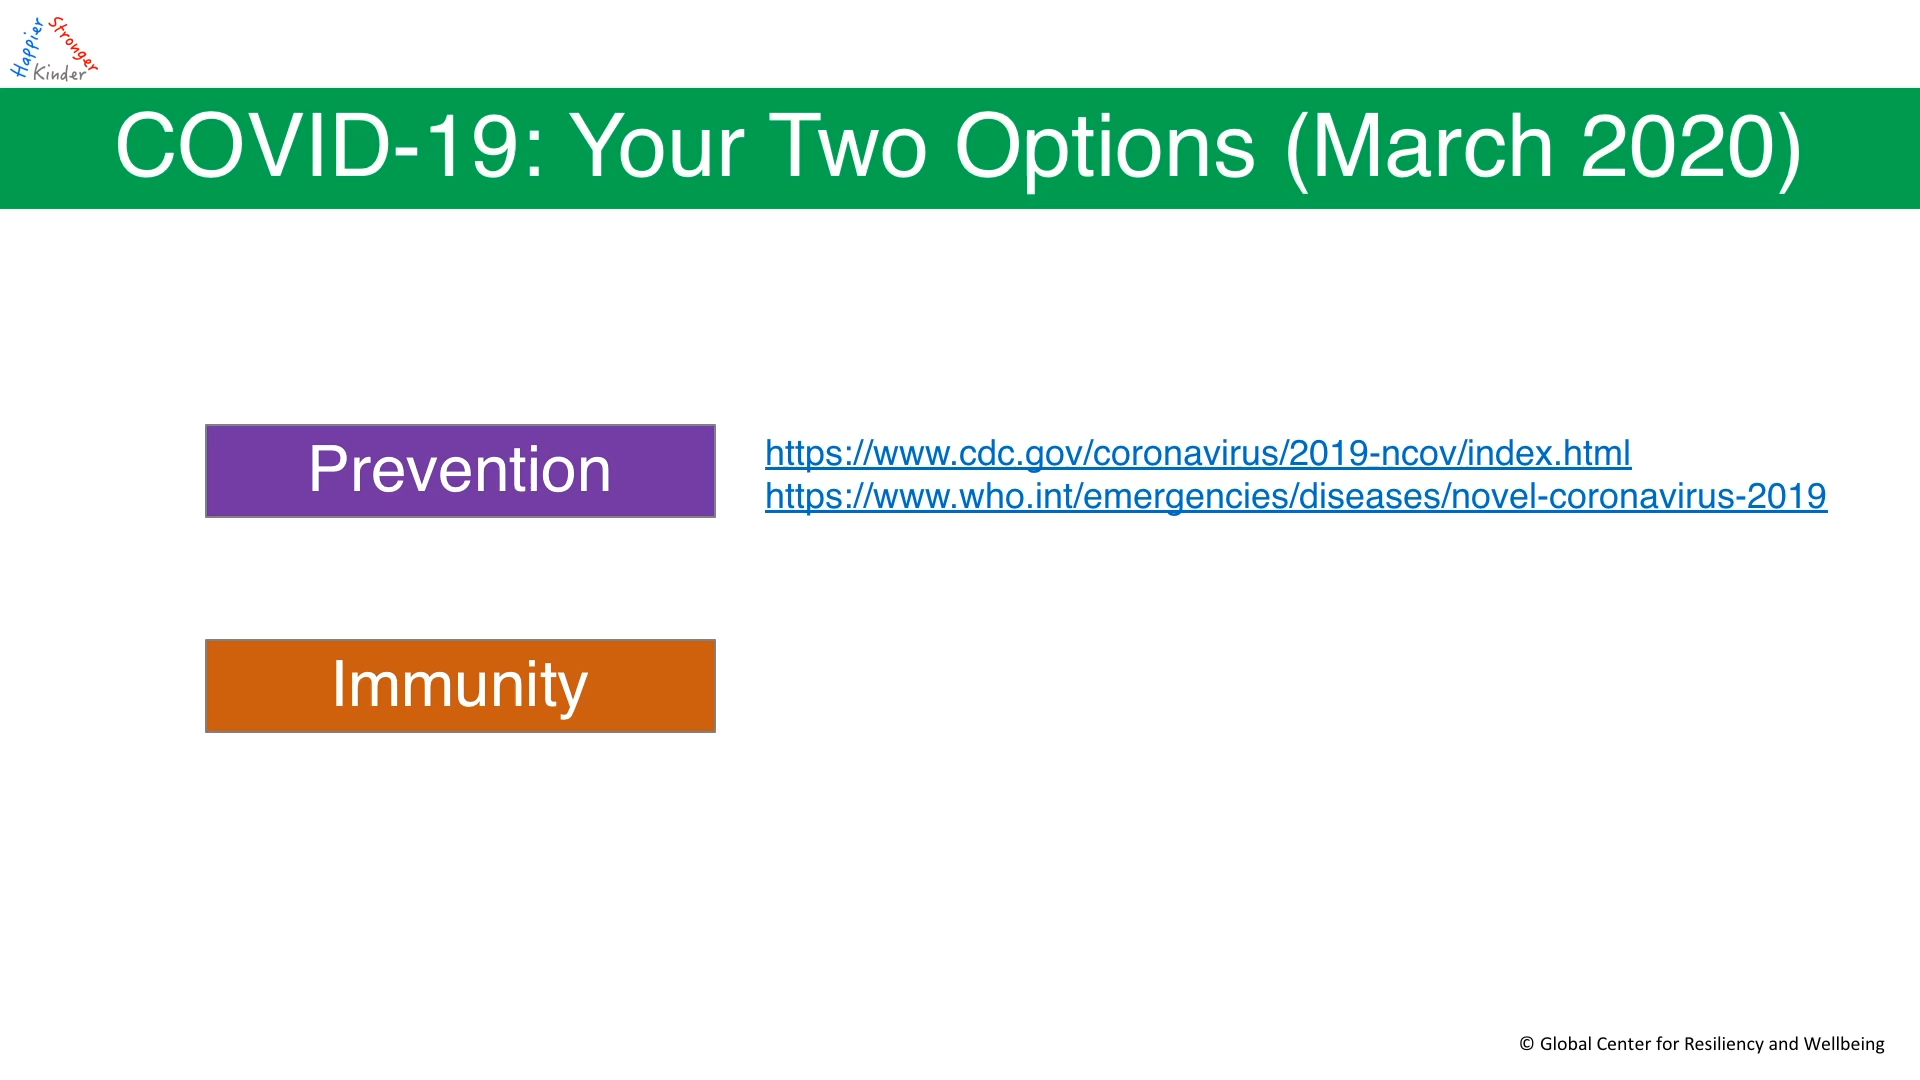 Happier
Stronger
Kinder
COVID-19: Your Two Options (March 2020)
Prevention
https://www.cdc.gov/coronavirus/2019-ncov/index.html
https://www.who.int/emergencies/diseases/novel-coronavirus-2019
Immunity
© Global Center for Resiliency and Wellbeing